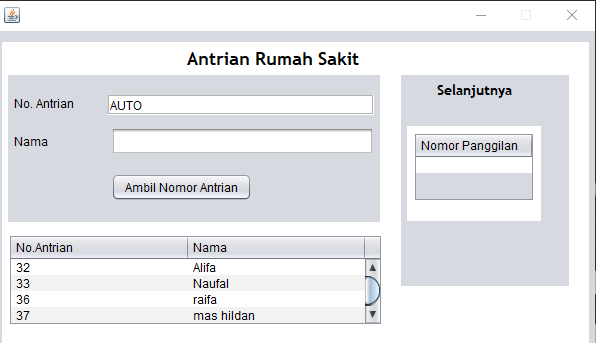 Antrian Rumah Sakit
No. Antrian AUTO
Nama
Ambil Nomor Antrian
Selanjutnya
Nomor Panggilan
No.Antrian Nama
32 Alifa
33 Naufal
36 raifa
37 mas hildan